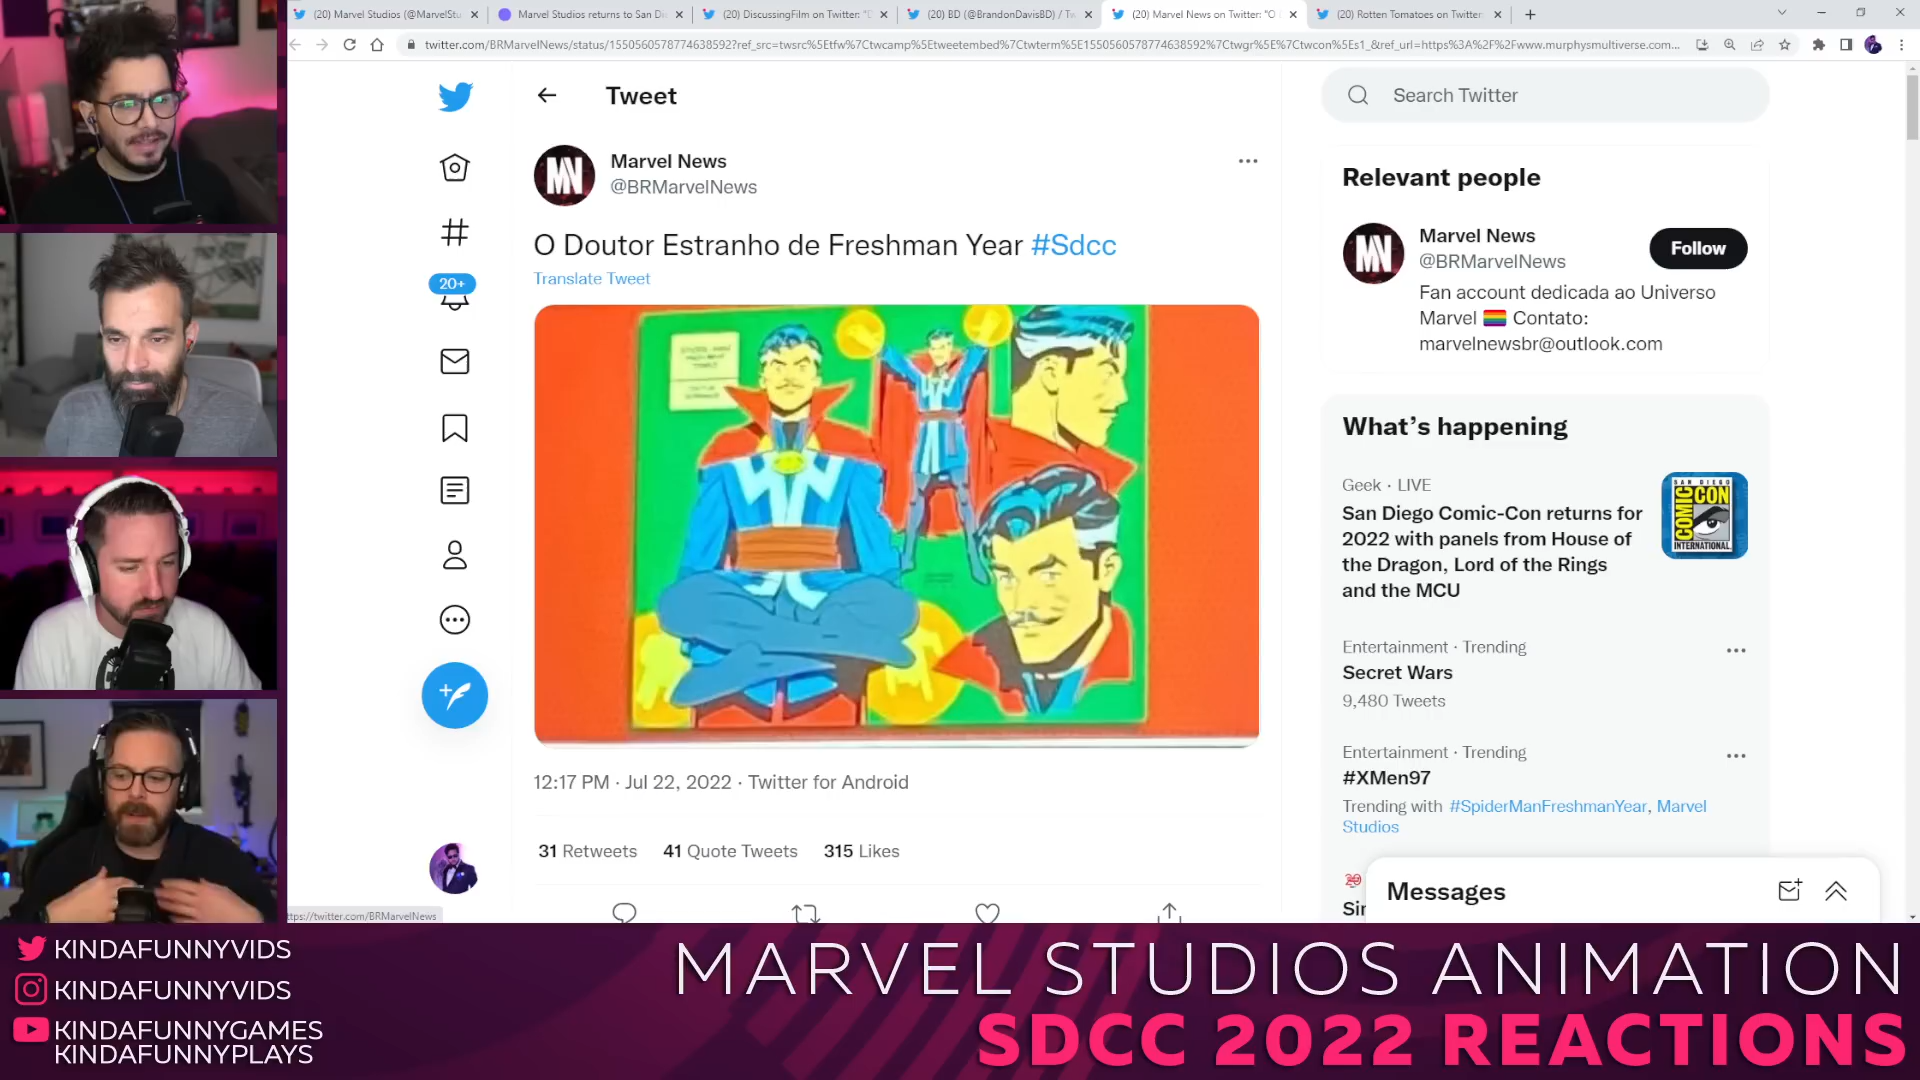 (20) Marvel Studios (@MarvelStu
Marvel Studios returns to San Di
(20) DiscussingFilm on Twitter: "E
(20) BD (@BrandonDavisBD) / Tw
(20) Marvel News on Twitter: "O
(20) Rotten Tomatoes on Twitter
twitter.com/BRMarvelNews/status/1550560578774638592?ref_src=twsrc%5Etfw%7Ctwcamp%5Etweetembed%7Ctwterm%5E1550560578774638592%7Ctwgr%5E%7Ctwcon%5Es1_&ref_url=https%3A%2F%2Fwww.murphysmultiverse.com...
Tweet
Search Twitter
MN
Marvel News
@BRMarvelNews
O Doutor Estranho de Freshman Year #Sdcc
Translate Tweet
20+
12:17 PM · Jul 22, 2022 · Twitter for Android
31 Retweets 41 Quote Tweets 315 Likes
Relevant people
MN
Marvel News
@BRMarvelNews
Follow
Fan account dedicada ao Universo
Marvel 🏳️‍🌈 Contato:
marvelnewsbr@outlook.com
What's happening
Geek · LIVE
San Diego Comic-Con returns for
2022 with panels from House of
the Dragon, Lord of the Rings
and the MCU
SAN DIEGO
COMIC CON
INTERNATIONAL
Entertainment · Trending
Secret Wars
9,480 Tweets
Entertainment · Trending
#XMen97
Trending with #SpiderManFreshmanYear, Marvel
Studios
Sir
Messages
ttps://twitter.com/BRMarvelNews
KINDAFUNNYVIDS
KINDAFUNNYVIDS
KINDAFUNNYGAMES
KINDAFUNNYPLAYS
MARVEL STUDIOS ANIMATION
SDCC 2022 REACTIONS